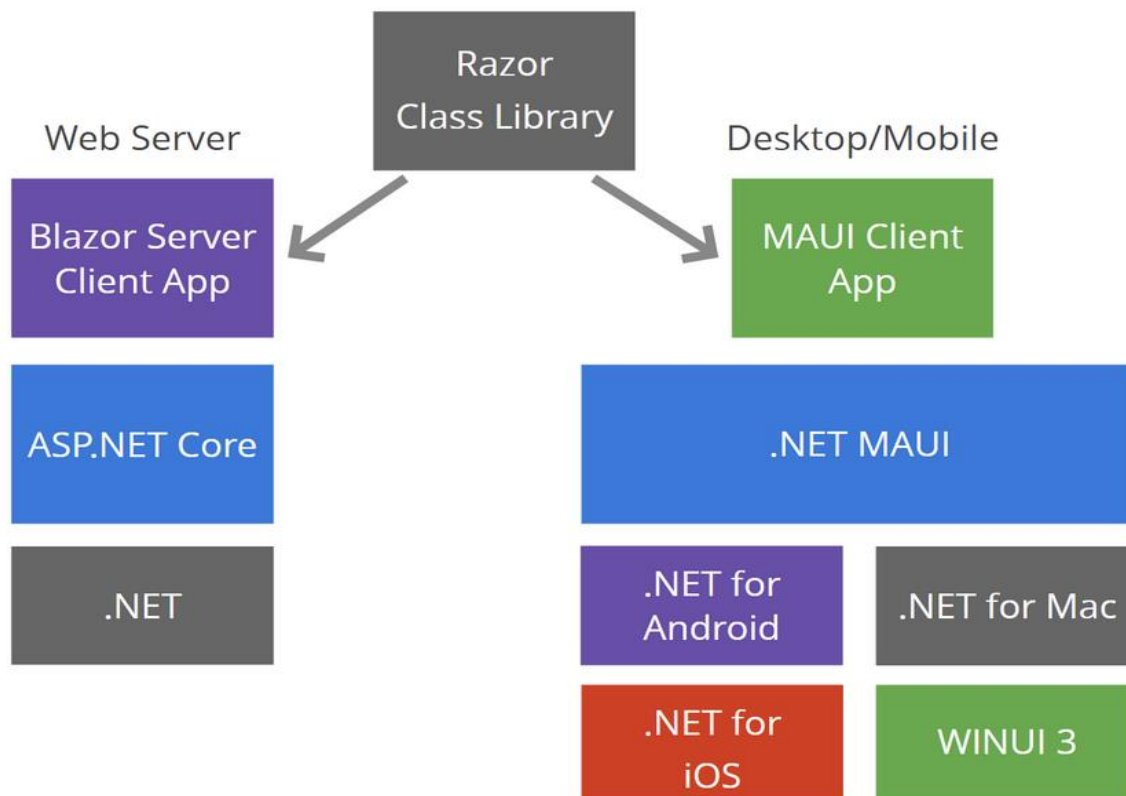 Razor
Class Library
Web Server
Desktop/Mobile
Blazor Server
Client App
MAUI Client
App
ASP.NET Core
.NET MAUI
.NET
.NET for
Android
.NET for Mac
.NET for
iOS
WINUI 3